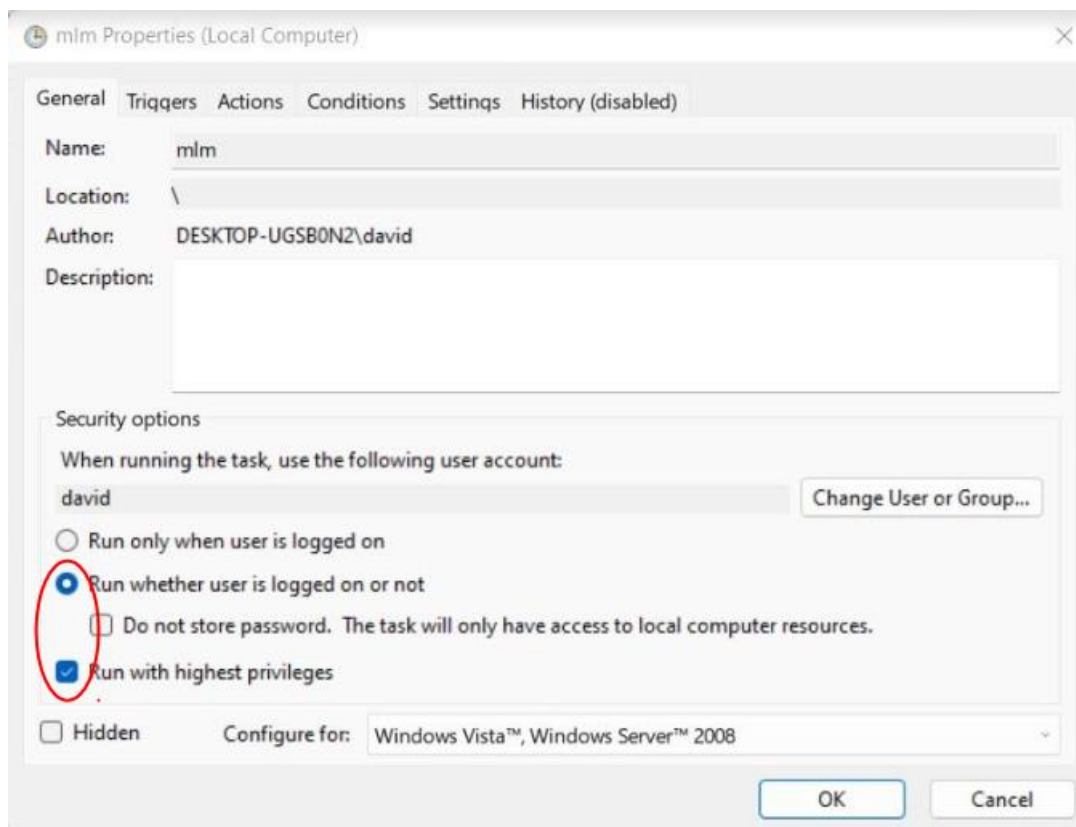 mlm Properties (Local Computer)
General Triggers Actions Conditions Settings History (disabled)
Name: mlm
Location: \
Author: DESKTOP-UGSB0N2\david
Description:
Security options
When running the task, use the following user account:
david Change User or Group...
Run only when user is logged on
Run whether user is logged on or not
Do not store password. The task will only have access to local computer resources.
Run with highest privileges
Hidden Configure for: Windows Vista™, Windows Server™ 2008
OK Cancel